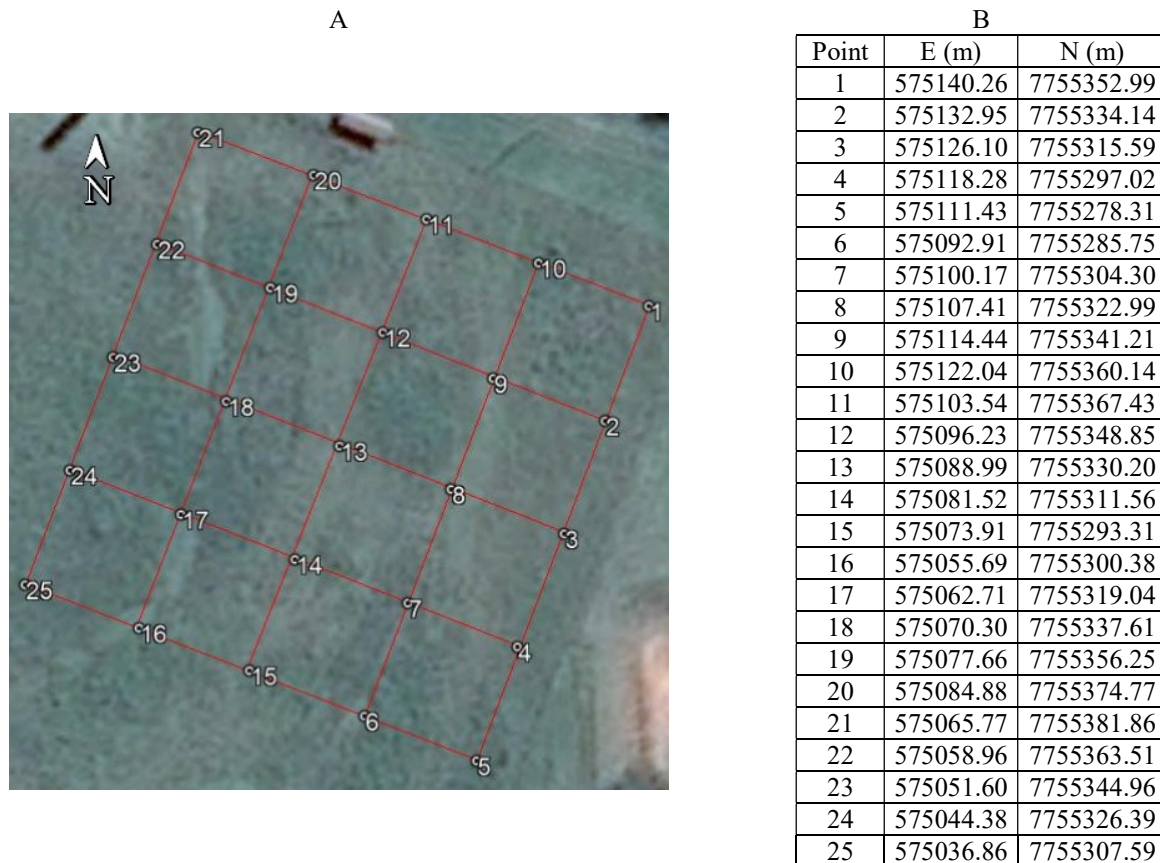 A
21
20
11
10
1
22
19
12
9
2
23
18
13
8
3
24
17
14
7
4
25
16
15
6
5
N
B
Point E (m) N (m)
1 575140.26 7755352.99
2 575132.95 7755334.14
3 575126.10 7755315.59
4 575118.28 7755297.02
5 575111.43 7755278.31
6 575092.91 7755285.75
7 575100.17 7755304.30
8 575107.41 7755322.99
9 575114.44 7755341.21
10 575122.04 7755360.14
11 575103.54 7755367.43
12 575096.23 7755348.85
13 575088.99 7755330.20
14 575081.52 7755311.56
15 575073.91 7755293.31
16 575055.69 7755300.38
17 575062.71 7755319.04
18 575070.30 7755337.61
19 575077.66 7755356.25
20 575084.88 7755374.77
21 575065.77 7755381.86
22 575058.96 7755363.51
23 575051.60 7755344.96
24 575044.38 7755326.39
25 575036.86 7755307.59